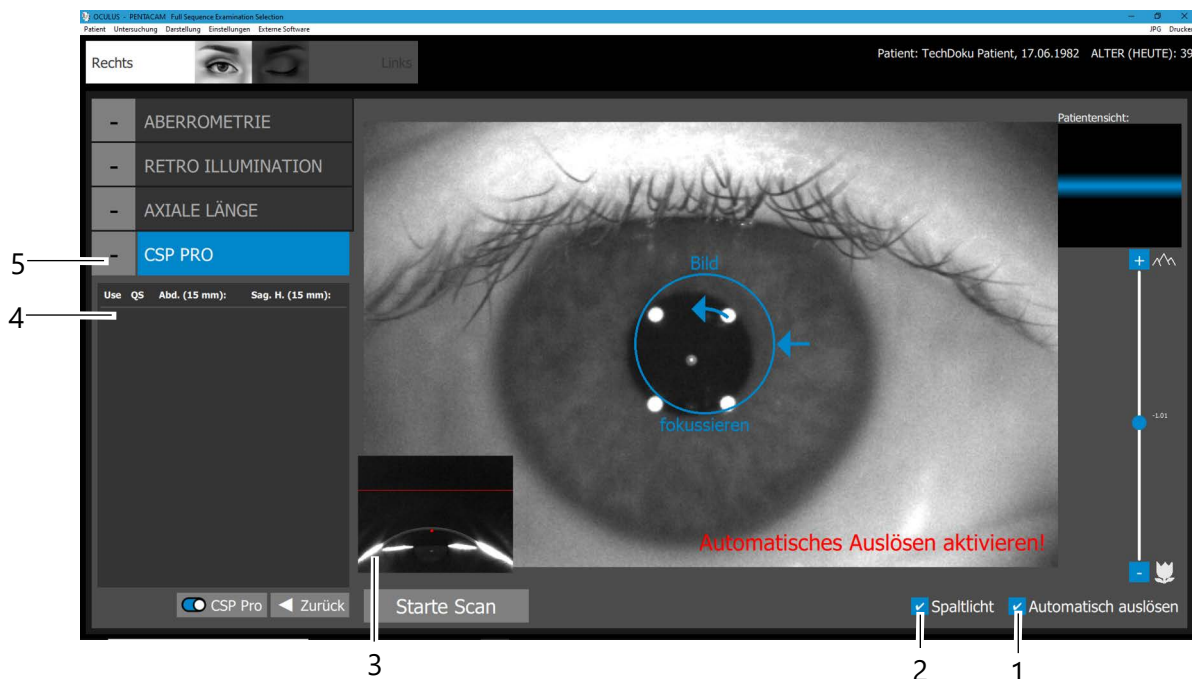 OCULUS - PENTACAM Full Sequence Examination Selection
Patient Untersuchung Darstellung Einstellungen Externe Software JPG Drucken
Rechts Links
Patient: TechDoku Patient, 17.06.1982 ALTER (HEUTE): 39
- ABERROMETRIE
Patientensicht:
- RETRO ILLUMINATION
- AXIALE LÄNGE
5 - CSP PRO
Bild
+
Use QS Abd. (15 mm): Sag. H. (15 mm):
4
-1.01
fokussieren
Automatisches Auslösen aktivieren!
-
CSP Pro Zurück
Starte Scan
Spaltlicht Automatisch auslösen
3 2 1